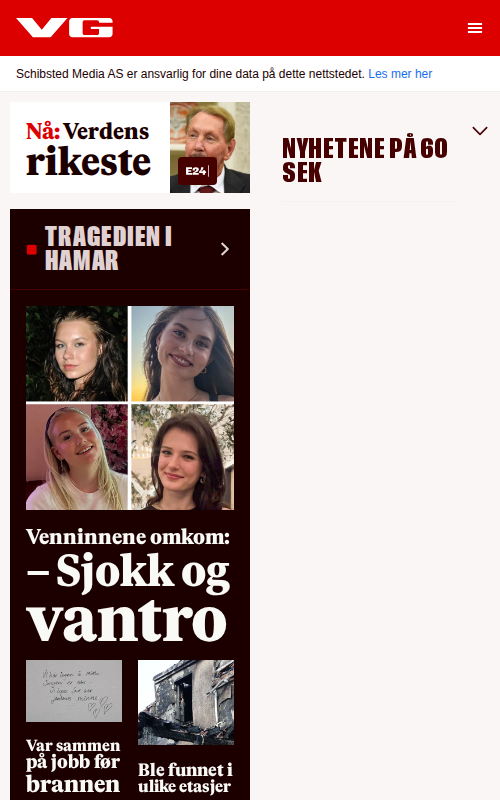 VG
Schibsted Media AS er ansvarlig for dine data på dette nettstedet. Les mer her
Nå: Verdens
rikeste
E24
TRAGEDIEN I
HAMAR
Venninnene omkom:
– Sjokk og
vantro
Var sammen
på jobb før
brannen
Ble funnet i
ulike etasjer
NYHETENE PÅ 60
SEK